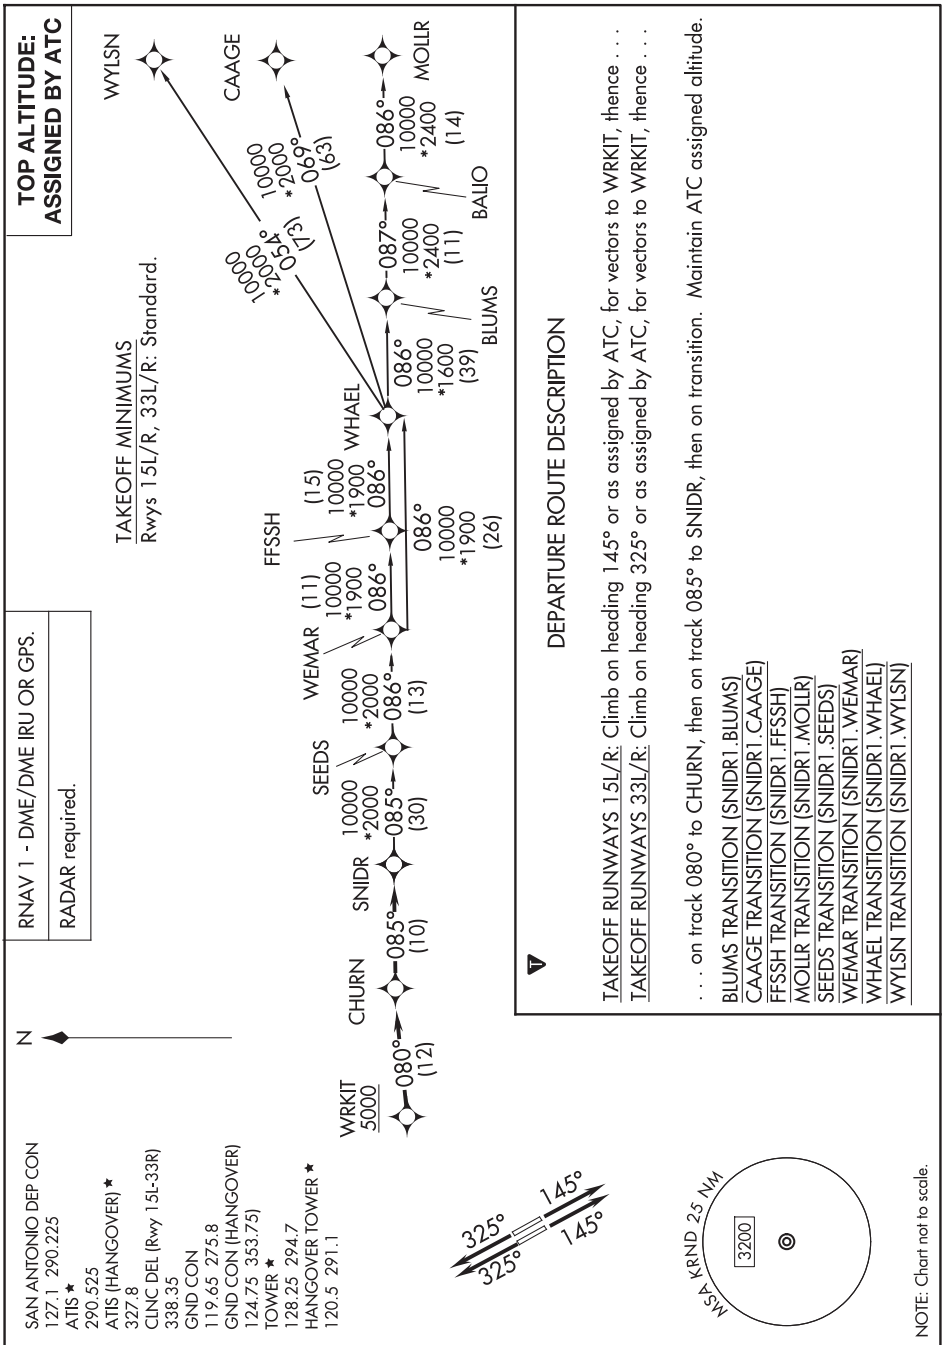 SAN ANTONIO DEP CON
127.1 290.225
ATIS ★
290.525
ATIS (HANGOVER) ★
327.8
CLNC DEL (Rwy 15L-33R)
338.35
GND CON
119.65 275.8
GND CON (HANGOVER)
124.75 353.75)
TOWER ★
128.25 294.7
HANGOVER TOWER ★
120.5 291.1
N
RNAV 1 - DME/DME IRU OR GPS.
RADAR required.
TOP ALTITUDE:
ASSIGNED BY ATC
TAKEOFF MINIMUMS
Rwys 15L/R, 33L/R: Standard.
WRKIT
5000
080°
(12)
CHURN
085°
(10)
SNIDR
10000
*2000
085°
(30)
SEEDS
10000
*2000
086°
(13)
WEMAR
(11)
10000
*1900
086°
FFSSH
(15)
10000
*1900
086°
086°
10000
*1900
(26)
WHAEL
10000
*2000
054°
(73)
WYLSN
10000
*2000
069°
(63)
CAAGE
086°
10000
*1600
(39)
BLUMS
087°
10000
*2400
(11)
BALIO
086°
10000
*2400
(14)
MOLLR
325°
325°
145°
145°
MSA KRND 25 NM
3200
NOTE: Chart not to scale.
T
DEPARTURE ROUTE DESCRIPTION
TAKEOFF RUNWAYS 15L/R: Climb on heading 145° or as assigned by ATC, for vectors to WRKIT, thence . . .
TAKEOFF RUNWAYS 33L/R: Climb on heading 325° or as assigned by ATC, for vectors to WRKIT, thence . . .
. . . on track 080° to CHURN, then on track 085° to SNIDR, then on transition. Maintain ATC assigned altitude.
BLUMS TRANSITION (SNIDR1.BLUMS)
CAAGE TRANSITION (SNIDR1.CAAGE)
FFSSH TRANSITION (SNIDR1.FFSSH)
MOLLR TRANSITION (SNIDR1.MOLLR)
SEEDS TRANSITION (SNIDR1.SEEDS)
WEMAR TRANSITION (SNIDR1.WEMAR)
WHAEL TRANSITION (SNIDR1.WHAEL)
WYLSN TRANSITION (SNIDR1.WYLSN)